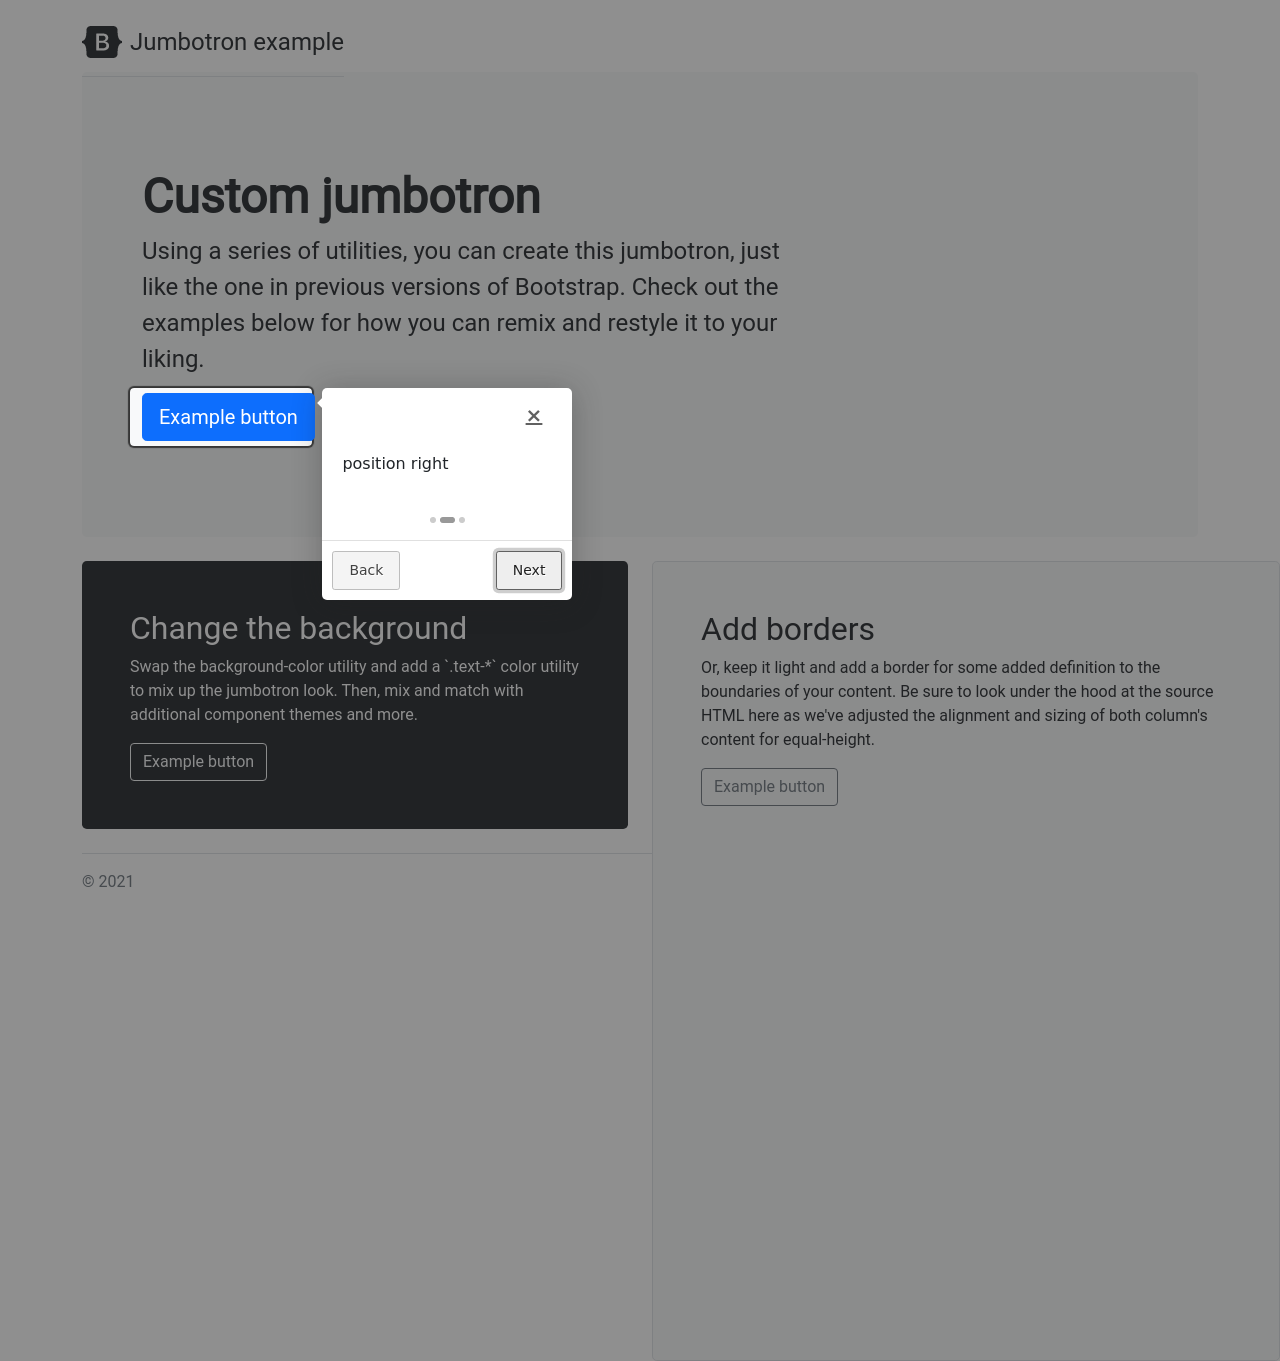 B Jumbotron example
Custom jumbotron
Using a series of utilities, you can create this jumbotron, just
like the one in previous versions of Bootstrap. Check out the
examples below for how you can remix and restyle it to your
liking.
Example button
×
position right
Back
Next
Change the background
Swap the background-color utility and add a `.text-*` color utility
to mix up the jumbotron look. Then, mix and match with
additional component themes and more.
Example button
Add borders
Or, keep it light and add a border for some added definition to the
boundaries of your content. Be sure to look under the hood at the source
HTML here as we've adjusted the alignment and sizing of both column's
content for equal-height.
Example button
© 2021